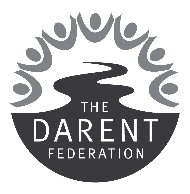 THE
DARENT
FEDERATION